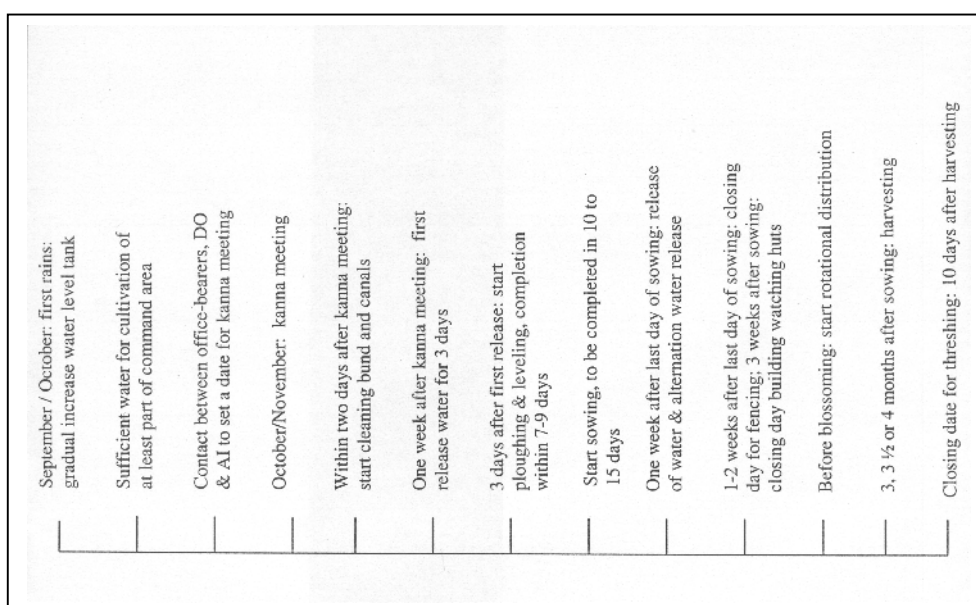 September / October: first rains:
gradual increase water level tank
Sufficient water for cultivation of
at least part of command area
Contact between office-bearers, DO
& AI to set a date for kanna meeting
October/November: kanna meeting
Within two days after kanna meeting:
start cleaning bund and canals
One week after kanna meeting: first
release water for 3 days
3 days after first release: start
ploughing & leveling, completion
within 7-9 days
Start sowing, to be completed in 10 to
15 days
One week after last day of sowing: release
of water & alternation water release
1-2 weeks after last day of sowing: closing
day for fencing; 3 weeks after sowing:
closing day building watching huts
Before blossoming: start rotational distribution
3, 3 ½ or 4 months after sowing: harvesting
Closing date for threshing: 10 days after harvesting